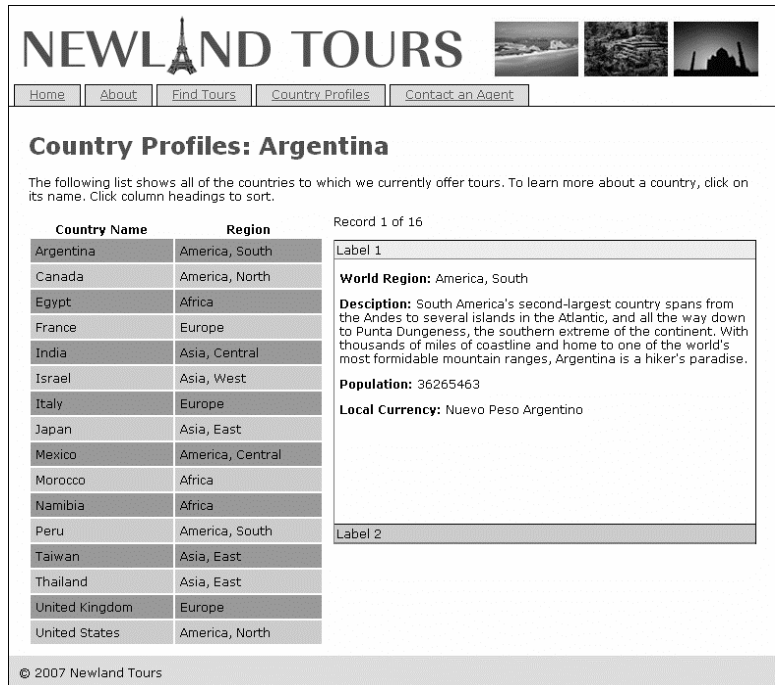 NEWLAND TOURS
Home About Find Tours Country Profiles Contact an Agent
Country Profiles: Argentina
The following list shows all of the countries to which we currently offer tours. To learn more about a country, click on
its name. Click column headings to sort.
Country Name Region
Argentina America, South
Canada America, North
Egypt Africa
France Europe
India Asia, Central
Israel Asia, West
Italy Europe
Japan Asia, East
Mexico America, Central
Morocco Africa
Namibia Africa
Peru America, South
Taiwan Asia, East
Thailand Asia, East
United Kingdom Europe
United States America, North
Record 1 of 16
Label 1
World Region: America, South
Desciption: South America's second-largest country spans from
the Andes to several islands in the Atlantic, and all the way down
to Punta Dungeness, the southern extreme of the continent. With
thousands of miles of coastline and home to one of the world's
most formidable mountain ranges, Argentina is a hiker's paradise.
Population: 36265463
Local Currency: Nuevo Peso Argentino
Label 2
© 2007 Newland Tours